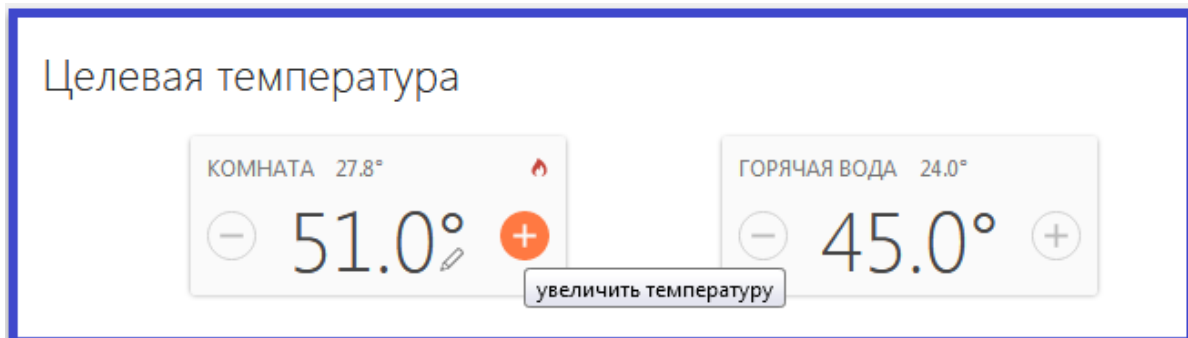 Целевая температура
КОМНАТА 27.8°
51.0°
увеличить температуру
ГОРЯЧАЯ ВОДА 24.0°
45.0°